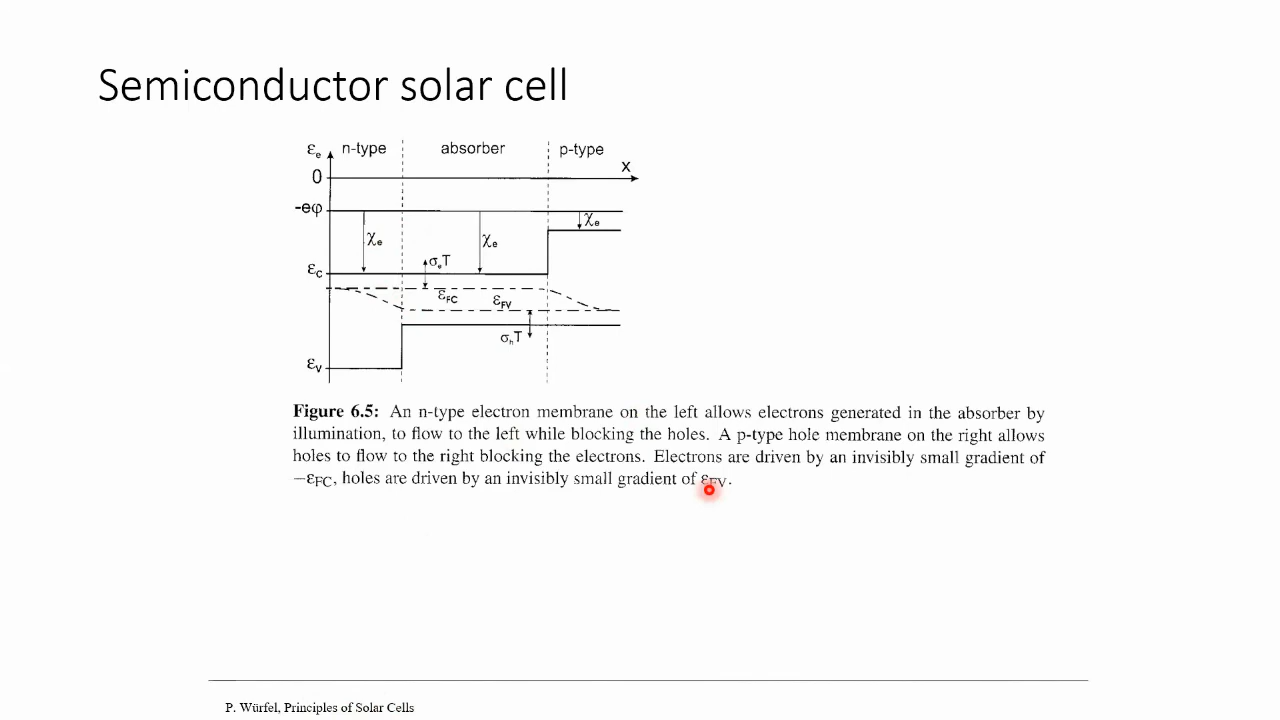 Semiconductor solar cell
εe n-type absorber p-type
x
0
-eφ
χe χe χe
εC σeT
εFC εFV
σhT
εV
Figure 6.5: An n-type electron membrane on the left allows electrons generated in the absorber by
illumination, to flow to the left while blocking the holes. A p-type hole membrane on the right allows
holes to flow to the right blocking the electrons. Electrons are driven by an invisibly small gradient of
−εFC, holes are driven by an invisibly small gradient of εFV.
P. Würfel, Principles of Solar Cells